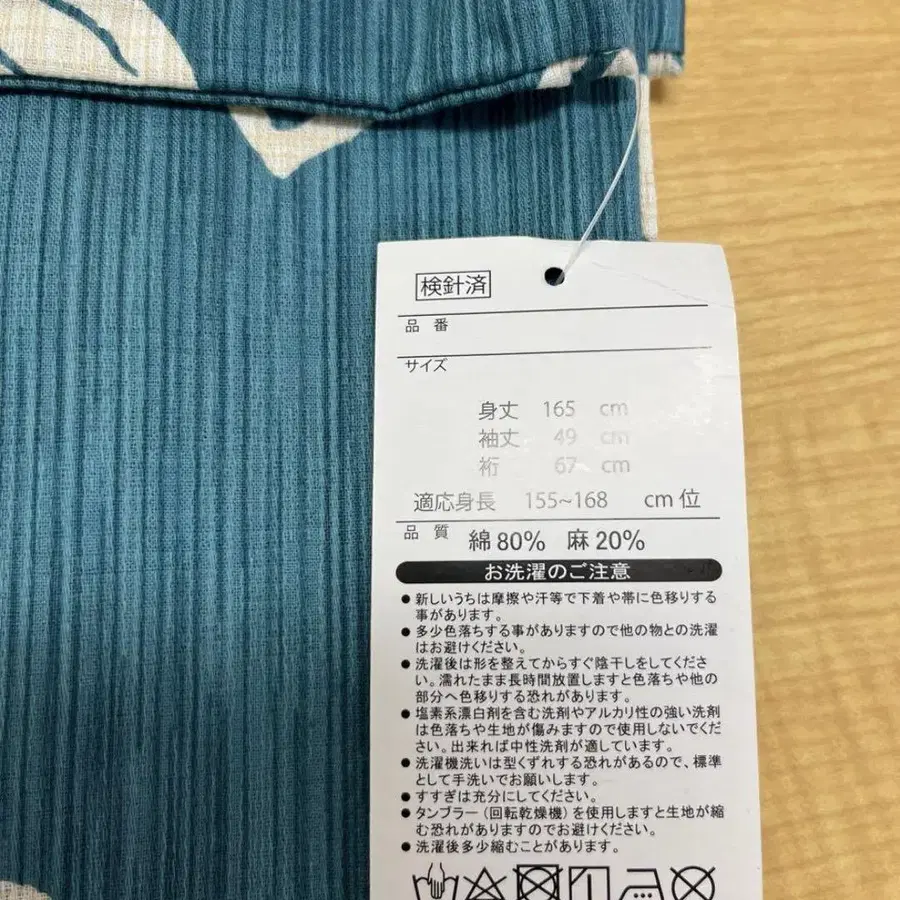 検針済
品 番
サイズ
身丈 165 cm
袖丈 49 cm
裄 67 cm
適応身長 155~168 cm 位
品 質 綿80% 麻20%
お洗濯のご注意
●新しいうちは摩擦や汗等で下着や帯に色移りする
事があります。
●多少色落ちする事がありますので他の物との洗濯
はお避けください。
●洗濯後は形を整えてからすぐ陰干しをしてくださ
い。濡れたまま長時間放置しますと色落ちや他の
部分へ色移りする恐れがあります。
●塩素系漂白剤を含む洗剤やアルカリ性の強い洗剤
は色落ちや生地が傷みますので使用しないでくだ
さい。出来れば中性洗剤が適しています。
●洗濯機洗いは型くずれする恐れがあるので、標準
として手洗いでお願いします。
●すすぎは充分にしてください。
●タンブラー(回転乾燥機)を使用しますと生地が縮
む恐れがありますのでお避けください。
●洗濯後多少縮むことがあります。